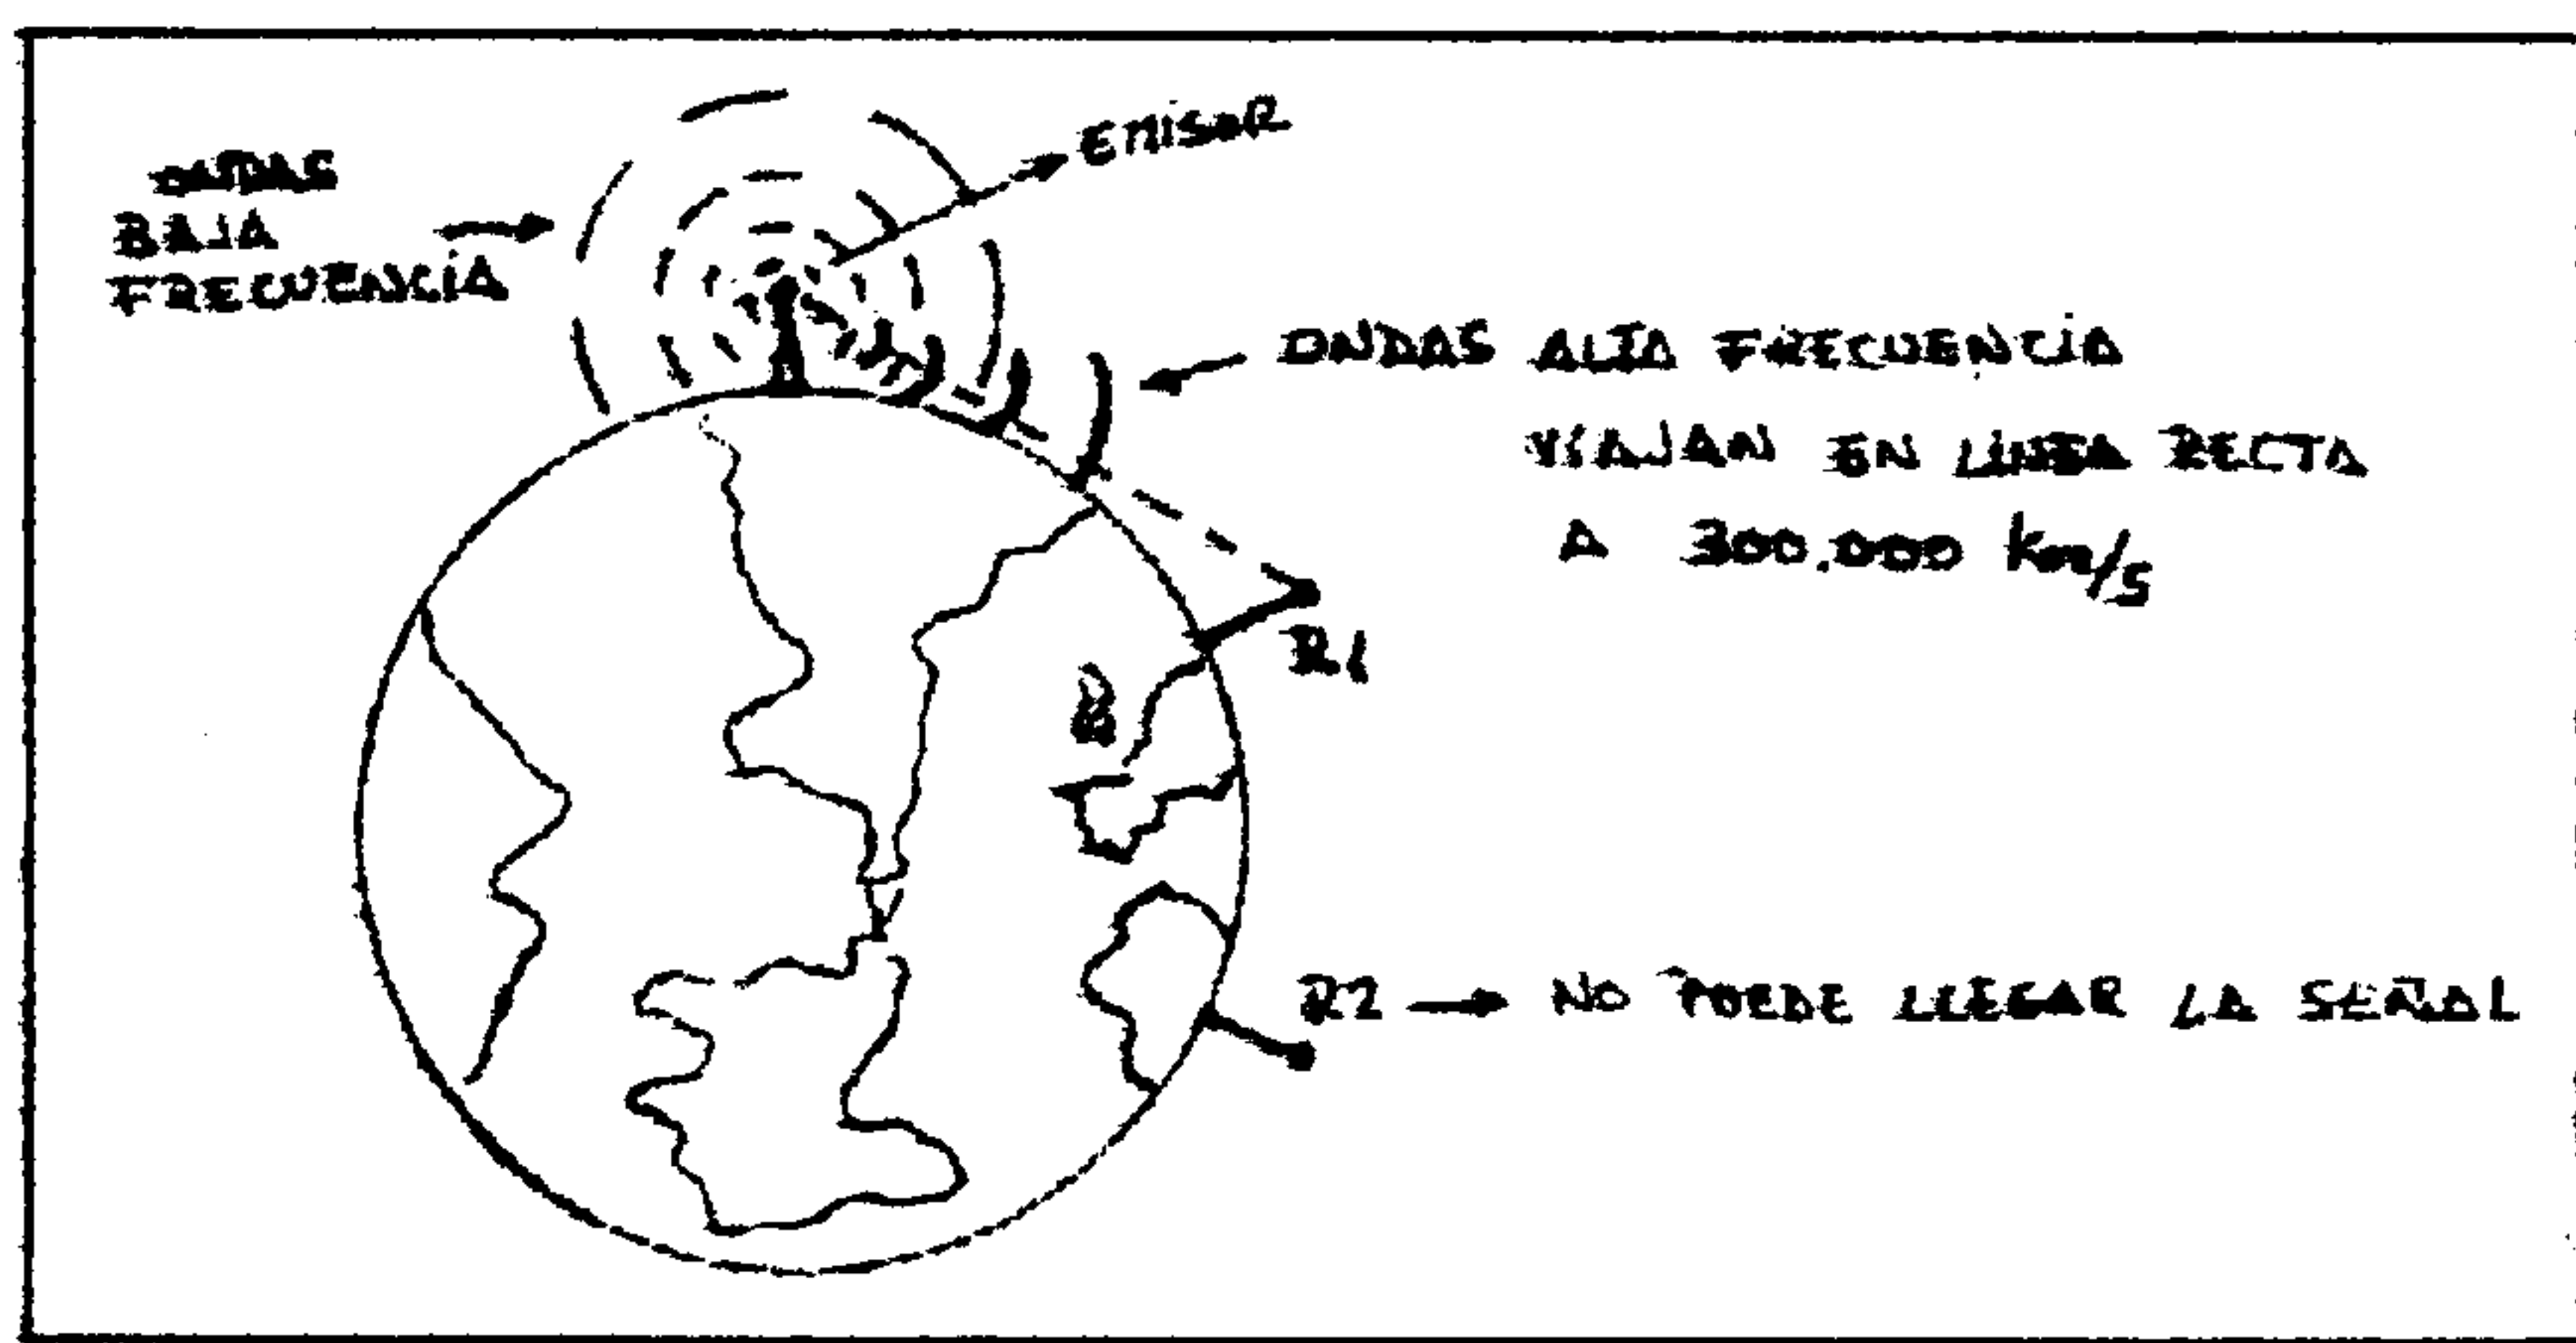 EMISOR
ONDAS
BAJA
FRECUENCIA
ONDAS ALTA FRECUENCIA
VIAJAN EN LINEA RECTA
A 300.000 Km/s
R1
R2 → NO PUEDE LLEGAR LA SEÑAL